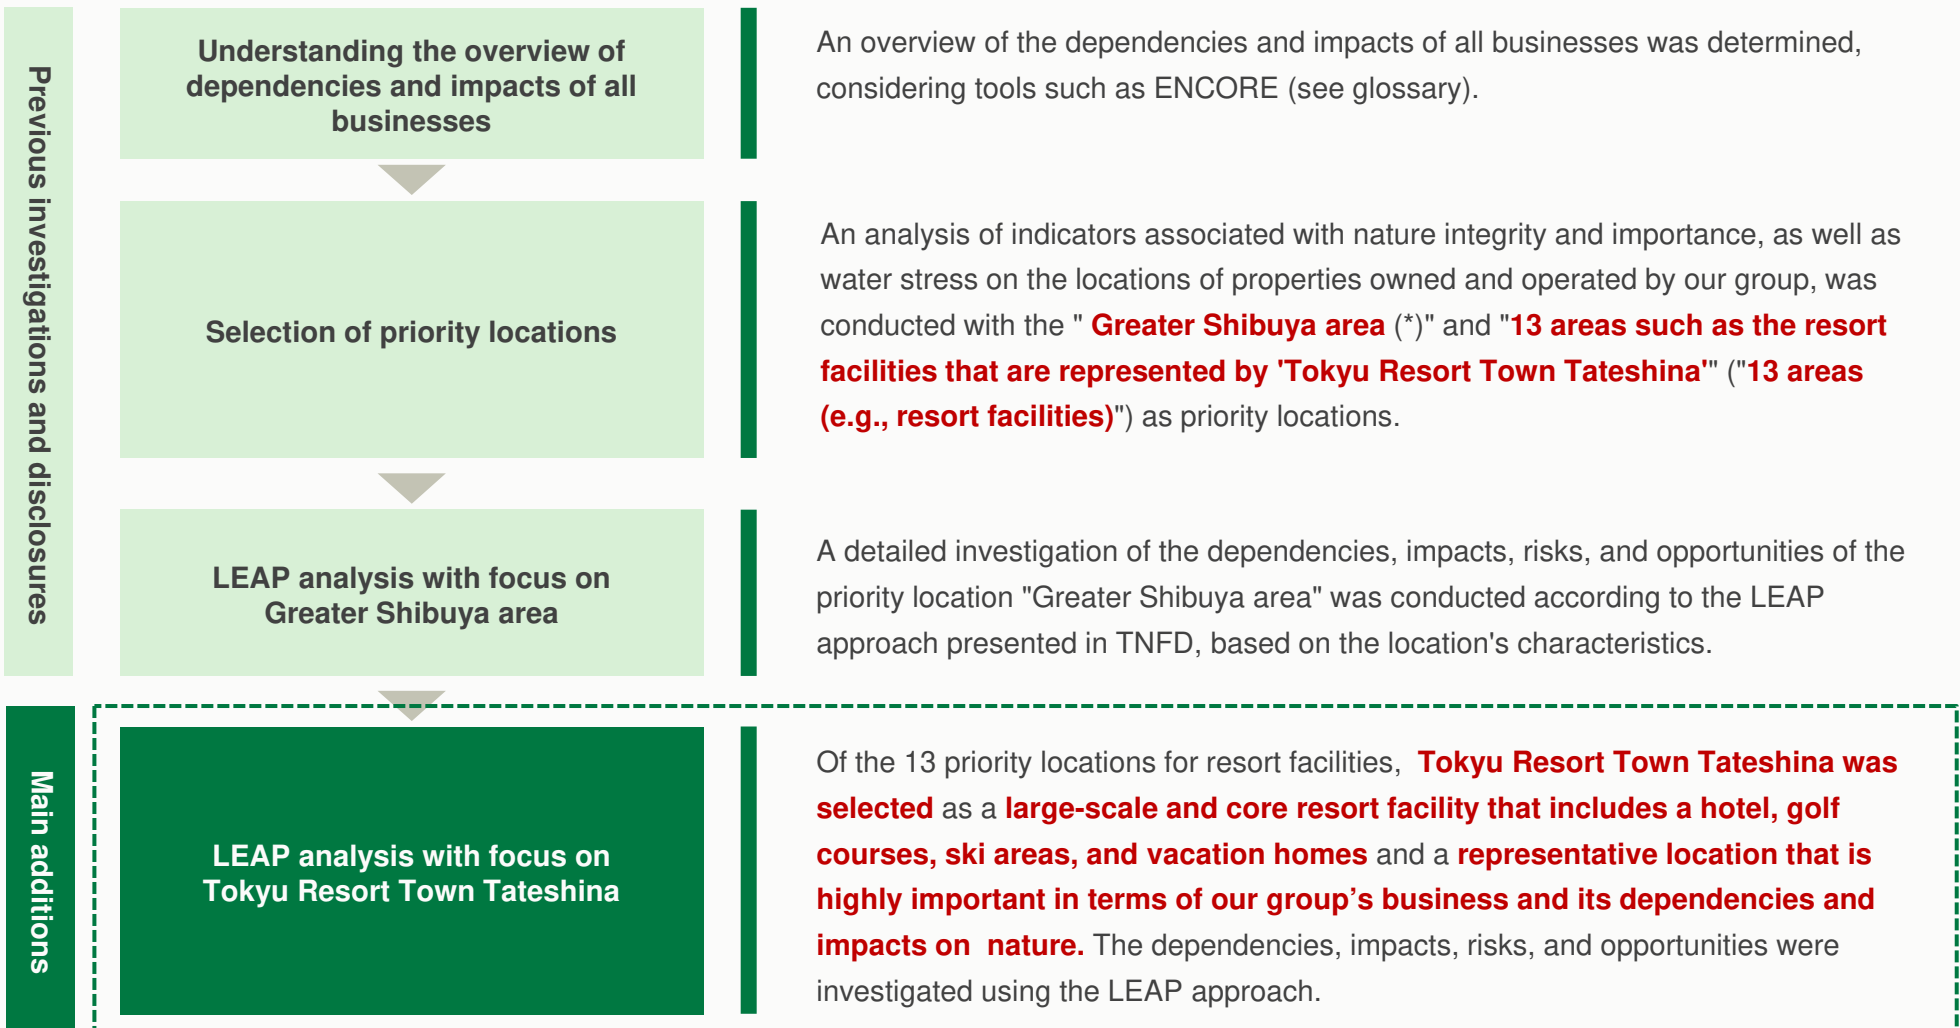 Previous investigations and disclosures
Understanding the overview of
dependencies and impacts of all
businesses
An overview of the dependencies and impacts of all businesses was determined,
considering tools such as ENCORE (see glossary).
Selection of priority locations
An analysis of indicators associated with nature integrity and importance, as well as
water stress on the locations of properties owned and operated by our group, was
conducted with the " Greater Shibuya area (*)" and "13 areas such as the resort
facilities that are represented by 'Tokyu Resort Town Tateshina'" ("13 areas
(e.g., resort facilities)") as priority locations.
LEAP analysis with focus on
Greater Shibuya area
A detailed investigation of the dependencies, impacts, risks, and opportunities of the
priority location "Greater Shibuya area" was conducted according to the LEAP
approach presented in TNFD, based on the location's characteristics.
Main additions
LEAP analysis with focus on
Tokyu Resort Town Tateshina
Of the 13 priority locations for resort facilities, Tokyu Resort Town Tateshina was
selected as a large-scale and core resort facility that includes a hotel, golf
courses, ski areas, and vacation homes and a representative location that is
highly important in terms of our group’s business and its dependencies and
impacts on nature. The dependencies, impacts, risks, and opportunities were
investigated using the LEAP approach.